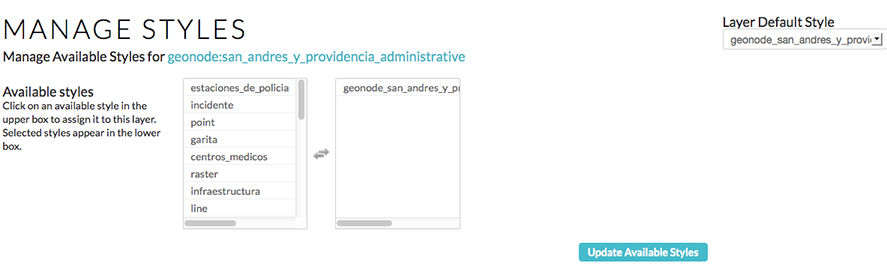 MANAGE STYLES
Manage Available Styles for geonode:san_andres_y_providencia_administrative
Available styles
Click on an available style in the
upper box to assign it to this layer.
Selected styles appear in the lower
box.
estaciones_de_policia
incidente
point
garita
centros_medicos
raster
infraestructura
line
geonode_san_andres_y_pr
Update Available Styles
Layer Default Style
geonode_san_andres_y_provi